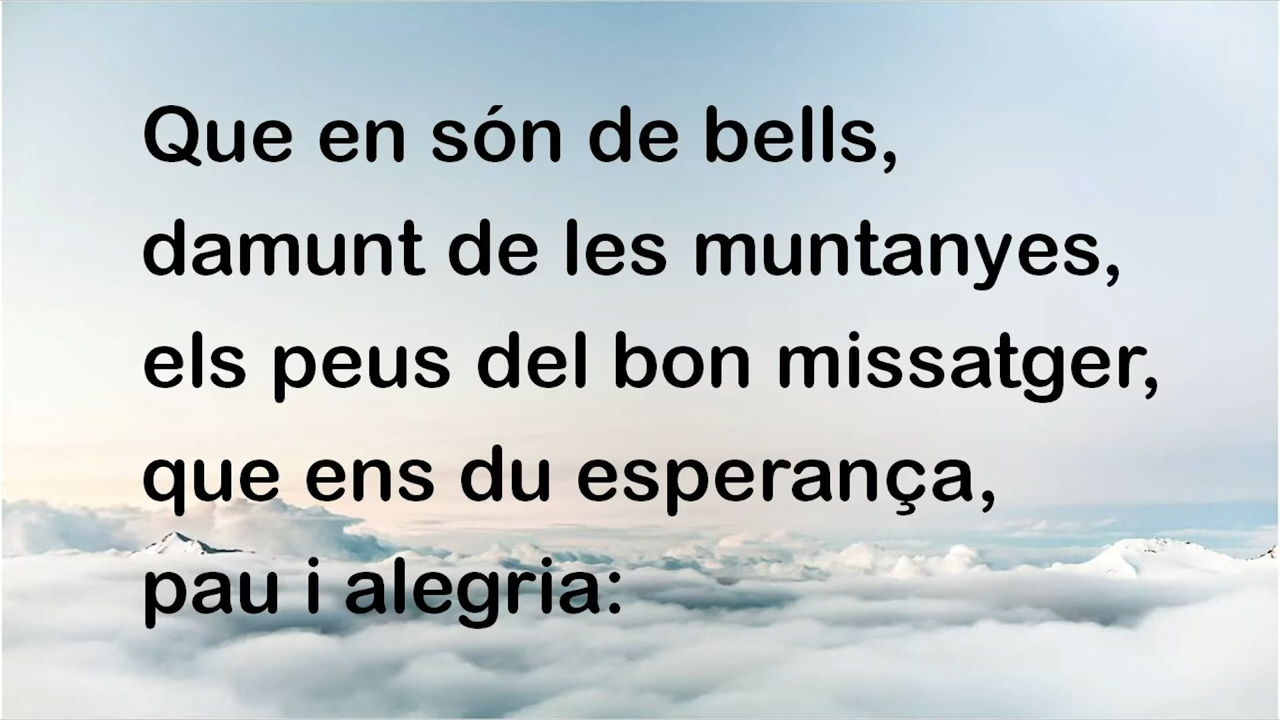 Que en són de bells,
damunt de les muntanyes,
els peus del bon missatger,
que ens du esperança,
pau i alegria: